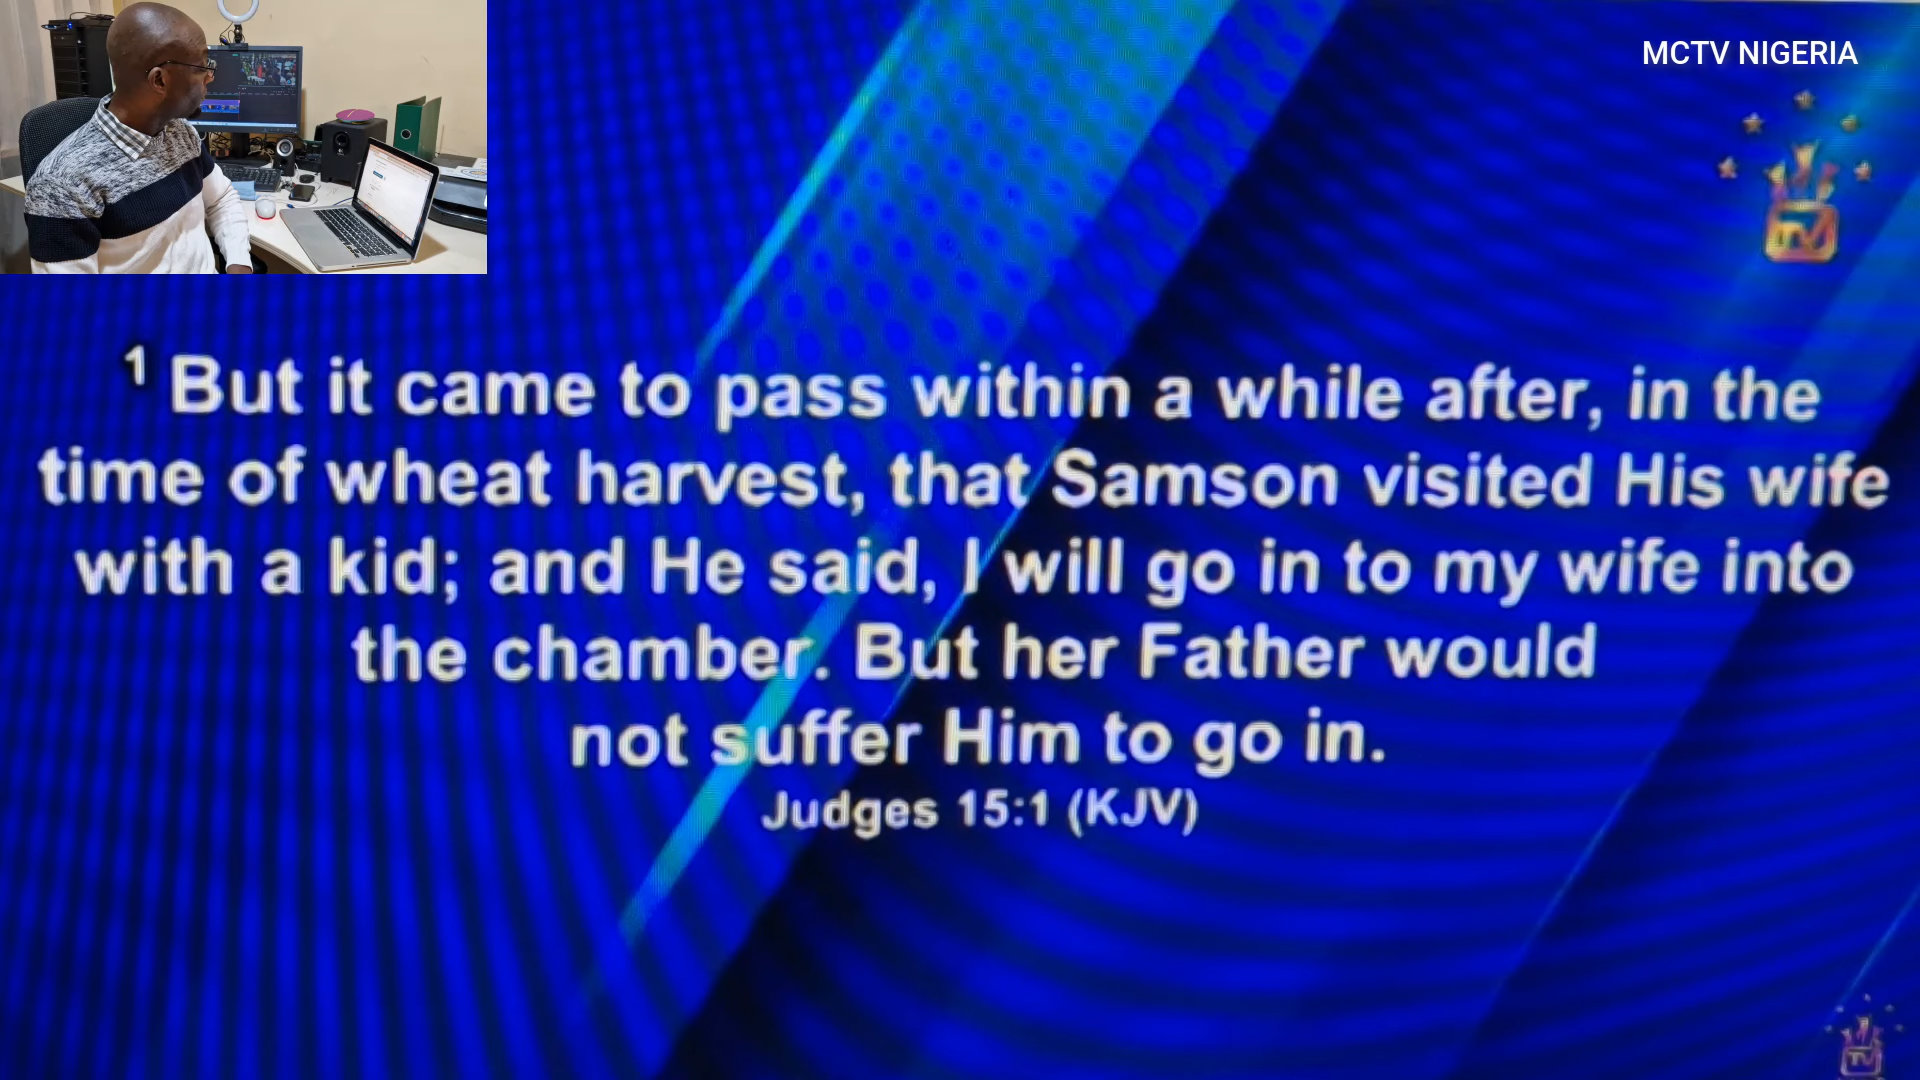 MCTV NIGERIA
TV
1 But it came to pass within a while after, in the
time of wheat harvest, that Samson visited His wife
with a kid; and He said, I will go in to my wife into
the chamber. But her Father would
not suffer Him to go in.
Judges 15:1 (KJV)
TV